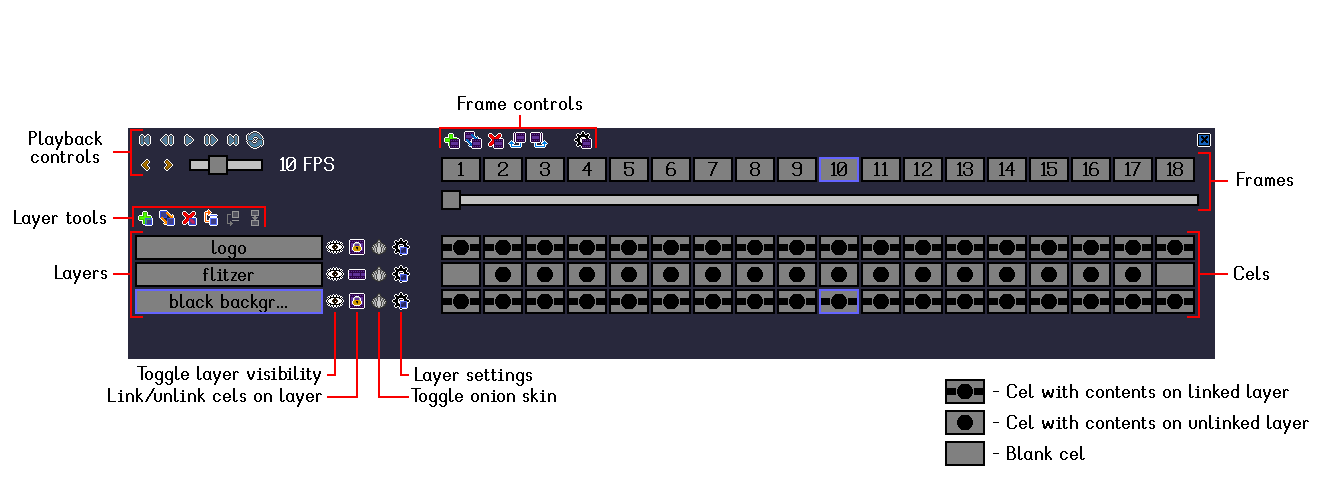 Frame controls
Playback
controls
10 FPS
1 2 3 4 5 6 7 8 9 10 11 12 13 14 15 16 17 18
Frames
Layer tools
Layers
logo
flitzer
black backgr...
Cels
Toggle layer visibility
Layer settings
Link/unlink cels on layer
Toggle onion skin
- Cel with contents on linked layer
- Cel with contents on unlinked layer
- Blank cel